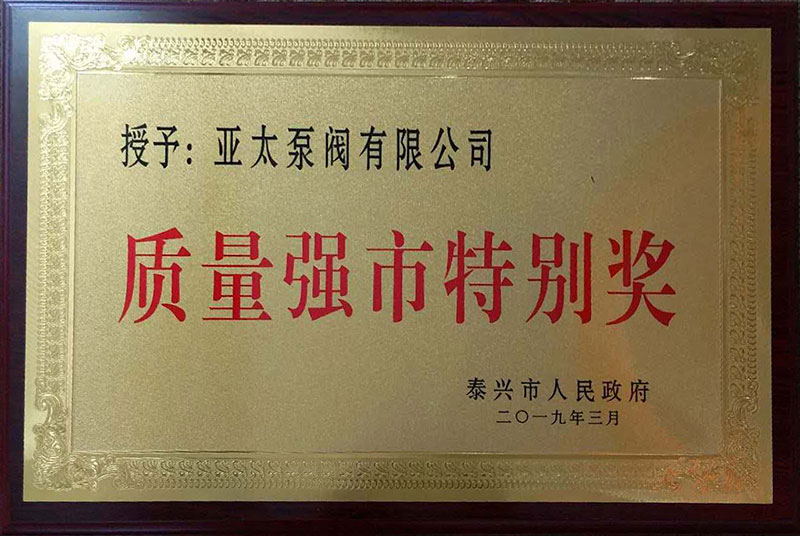 授予：亚太泵阀有限公司
质量强市特别奖
泰兴市人民政府
二〇一九年三月